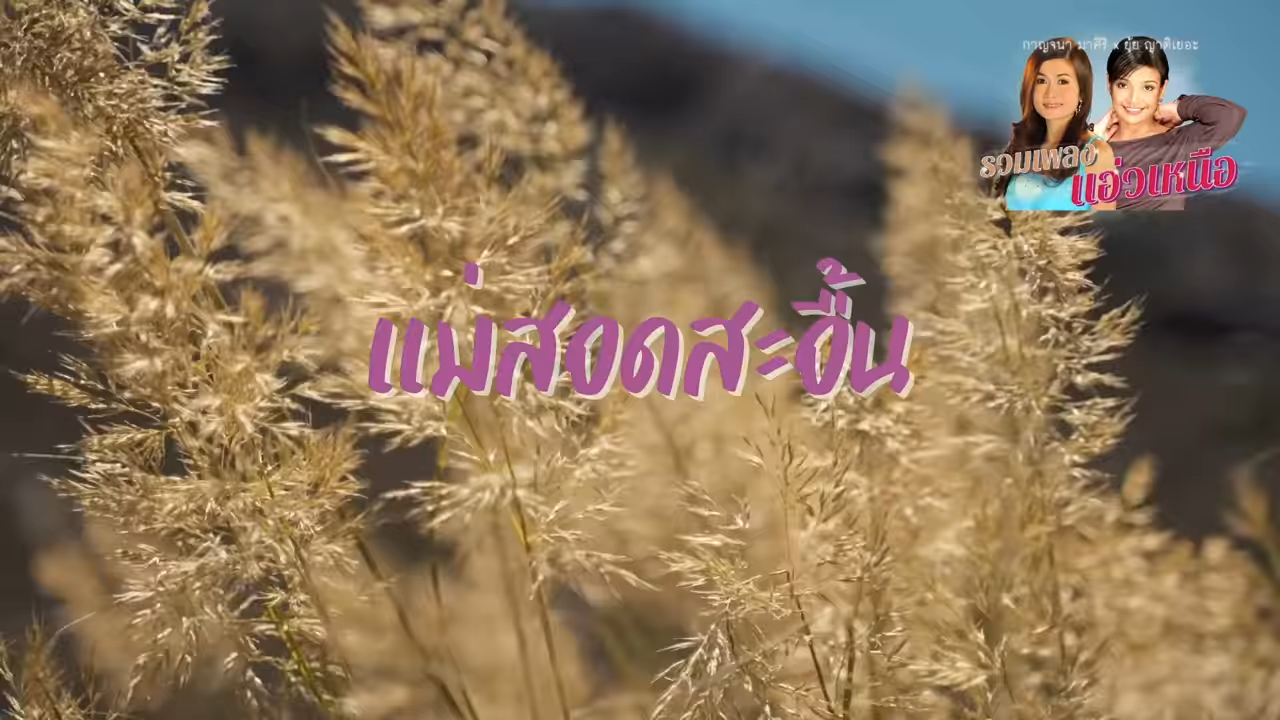 กาญจนา มาศิริ x ยุ้ย ญาติเยอะ
รวมเพลง
แอ่วเหนือ
แม่สอดสะอื้น